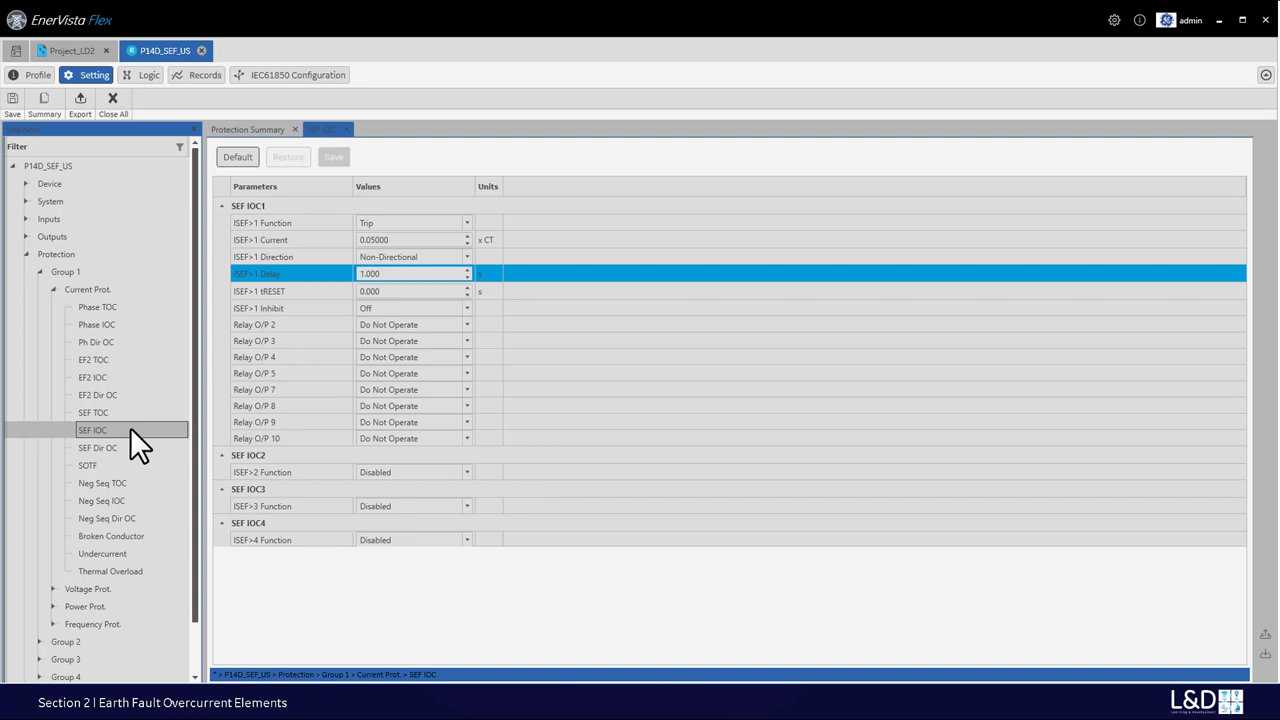 EnerVista Flex
admin
Project_LD2
P14D_SEF_US
Profile
Setting
Logic
Records
IEC61850 Configuration
Save
Summary
Export
Close All
Setpoints
Protection Summary
SEF IOC
Filter
Default
Restore
Save
P14D_SEF_US
Device
System
Inputs
Outputs
Protection
Group 1
Current Prot.
Phase TOC
Phase IOC
Ph Dir OC
EF2 TOC
EF2 IOC
EF2 Dir OC
SEF TOC
SEF IOC
SEF Dir OC
SOTF
Neg Seq TOC
Neg Seq IOC
Neg Seq Dir OC
Broken Conductor
Undercurrent
Thermal Overload
Voltage Prot.
Power Prot.
Frequency Prot.
Group 2
Group 3
Group 4
Parameters Values Units
SEF IOC1
ISEF>1 Function Trip
ISEF>1 Current 0.05000 x CT
ISEF>1 Direction Non-Directional
ISEF>1 Delay 1.000 s
ISEF>1 tRESET 0.000 s
ISEF>1 Inhibit Off
Relay O/P 2 Do Not Operate
Relay O/P 3 Do Not Operate
Relay O/P 4 Do Not Operate
Relay O/P 5 Do Not Operate
Relay O/P 7 Do Not Operate
Relay O/P 8 Do Not Operate
Relay O/P 9 Do Not Operate
Relay O/P 10 Do Not Operate
SEF IOC2
ISEF>2 Function Disabled
SEF IOC3
ISEF>3 Function Disabled
SEF IOC4
ISEF>4 Function Disabled
* > P14D_SEF_US > Protection > Group 1 > Current Prot. > SEF IOC
Section 2 | Earth Fault Overcurrent Elements
L&D